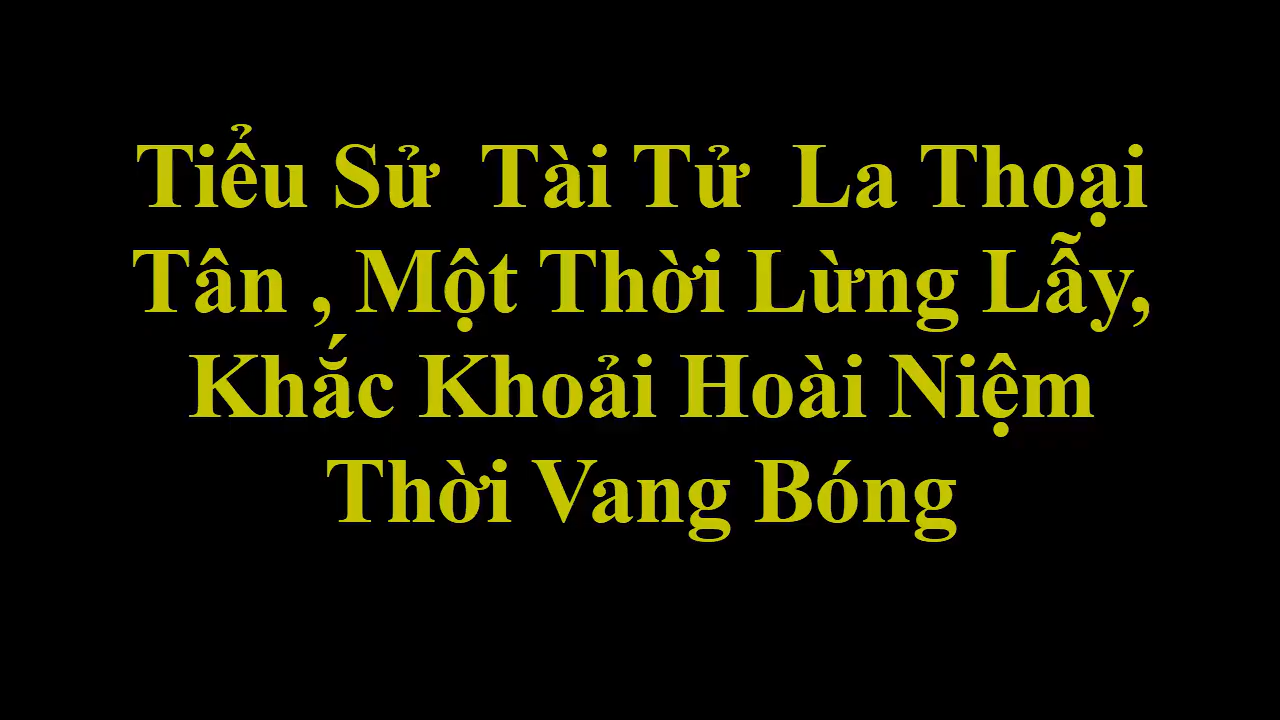 Tiểu Sử  Tài Tử  La Thoại
Tân , Một Thời Lừng Lẫy,
Khắc Khoải Hoài Niệm
Thời Vang Bóng